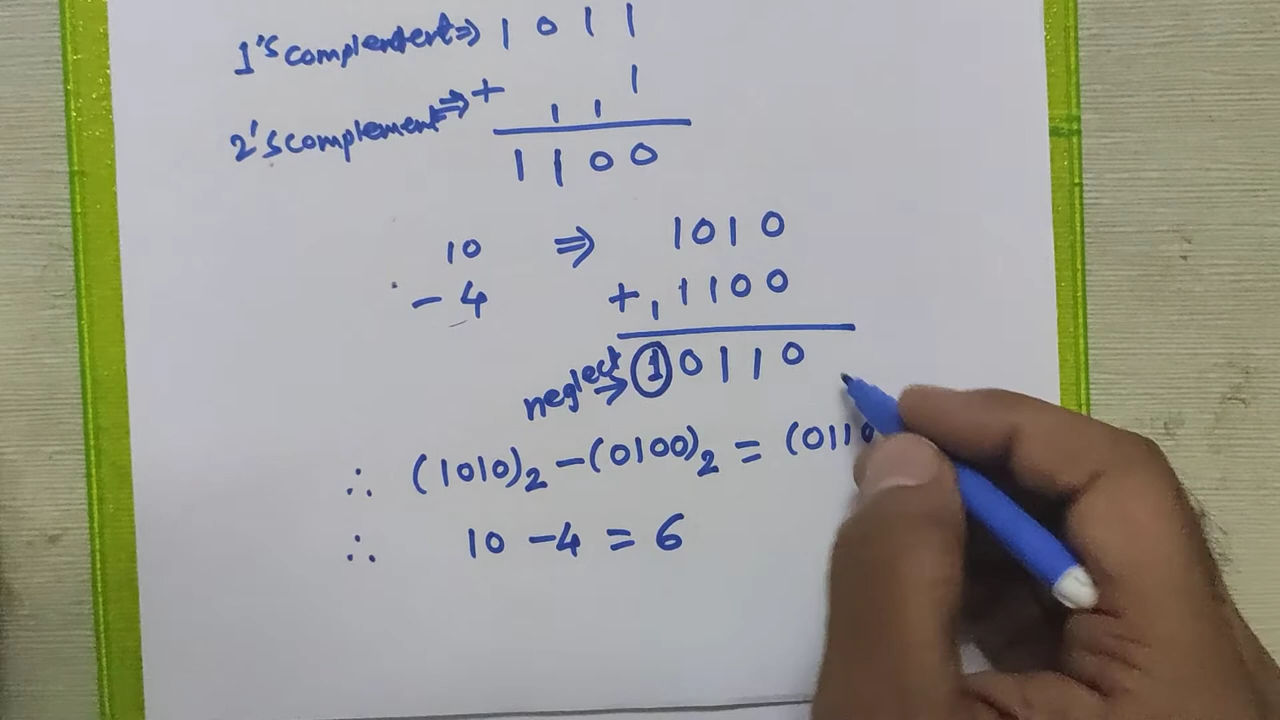 1'S complement ⇒ 1 0 1 1
+ 1
2'S complement ⇒ 1 1
1 1 0 0
10 ⇒ 1 0 1 0
- 4 + 1 1 1 0 0
neglect ⇒ 1 0 1 1 0
∴ (1010)2 - (0100)2 = (0110
∴ 10 - 4 = 6